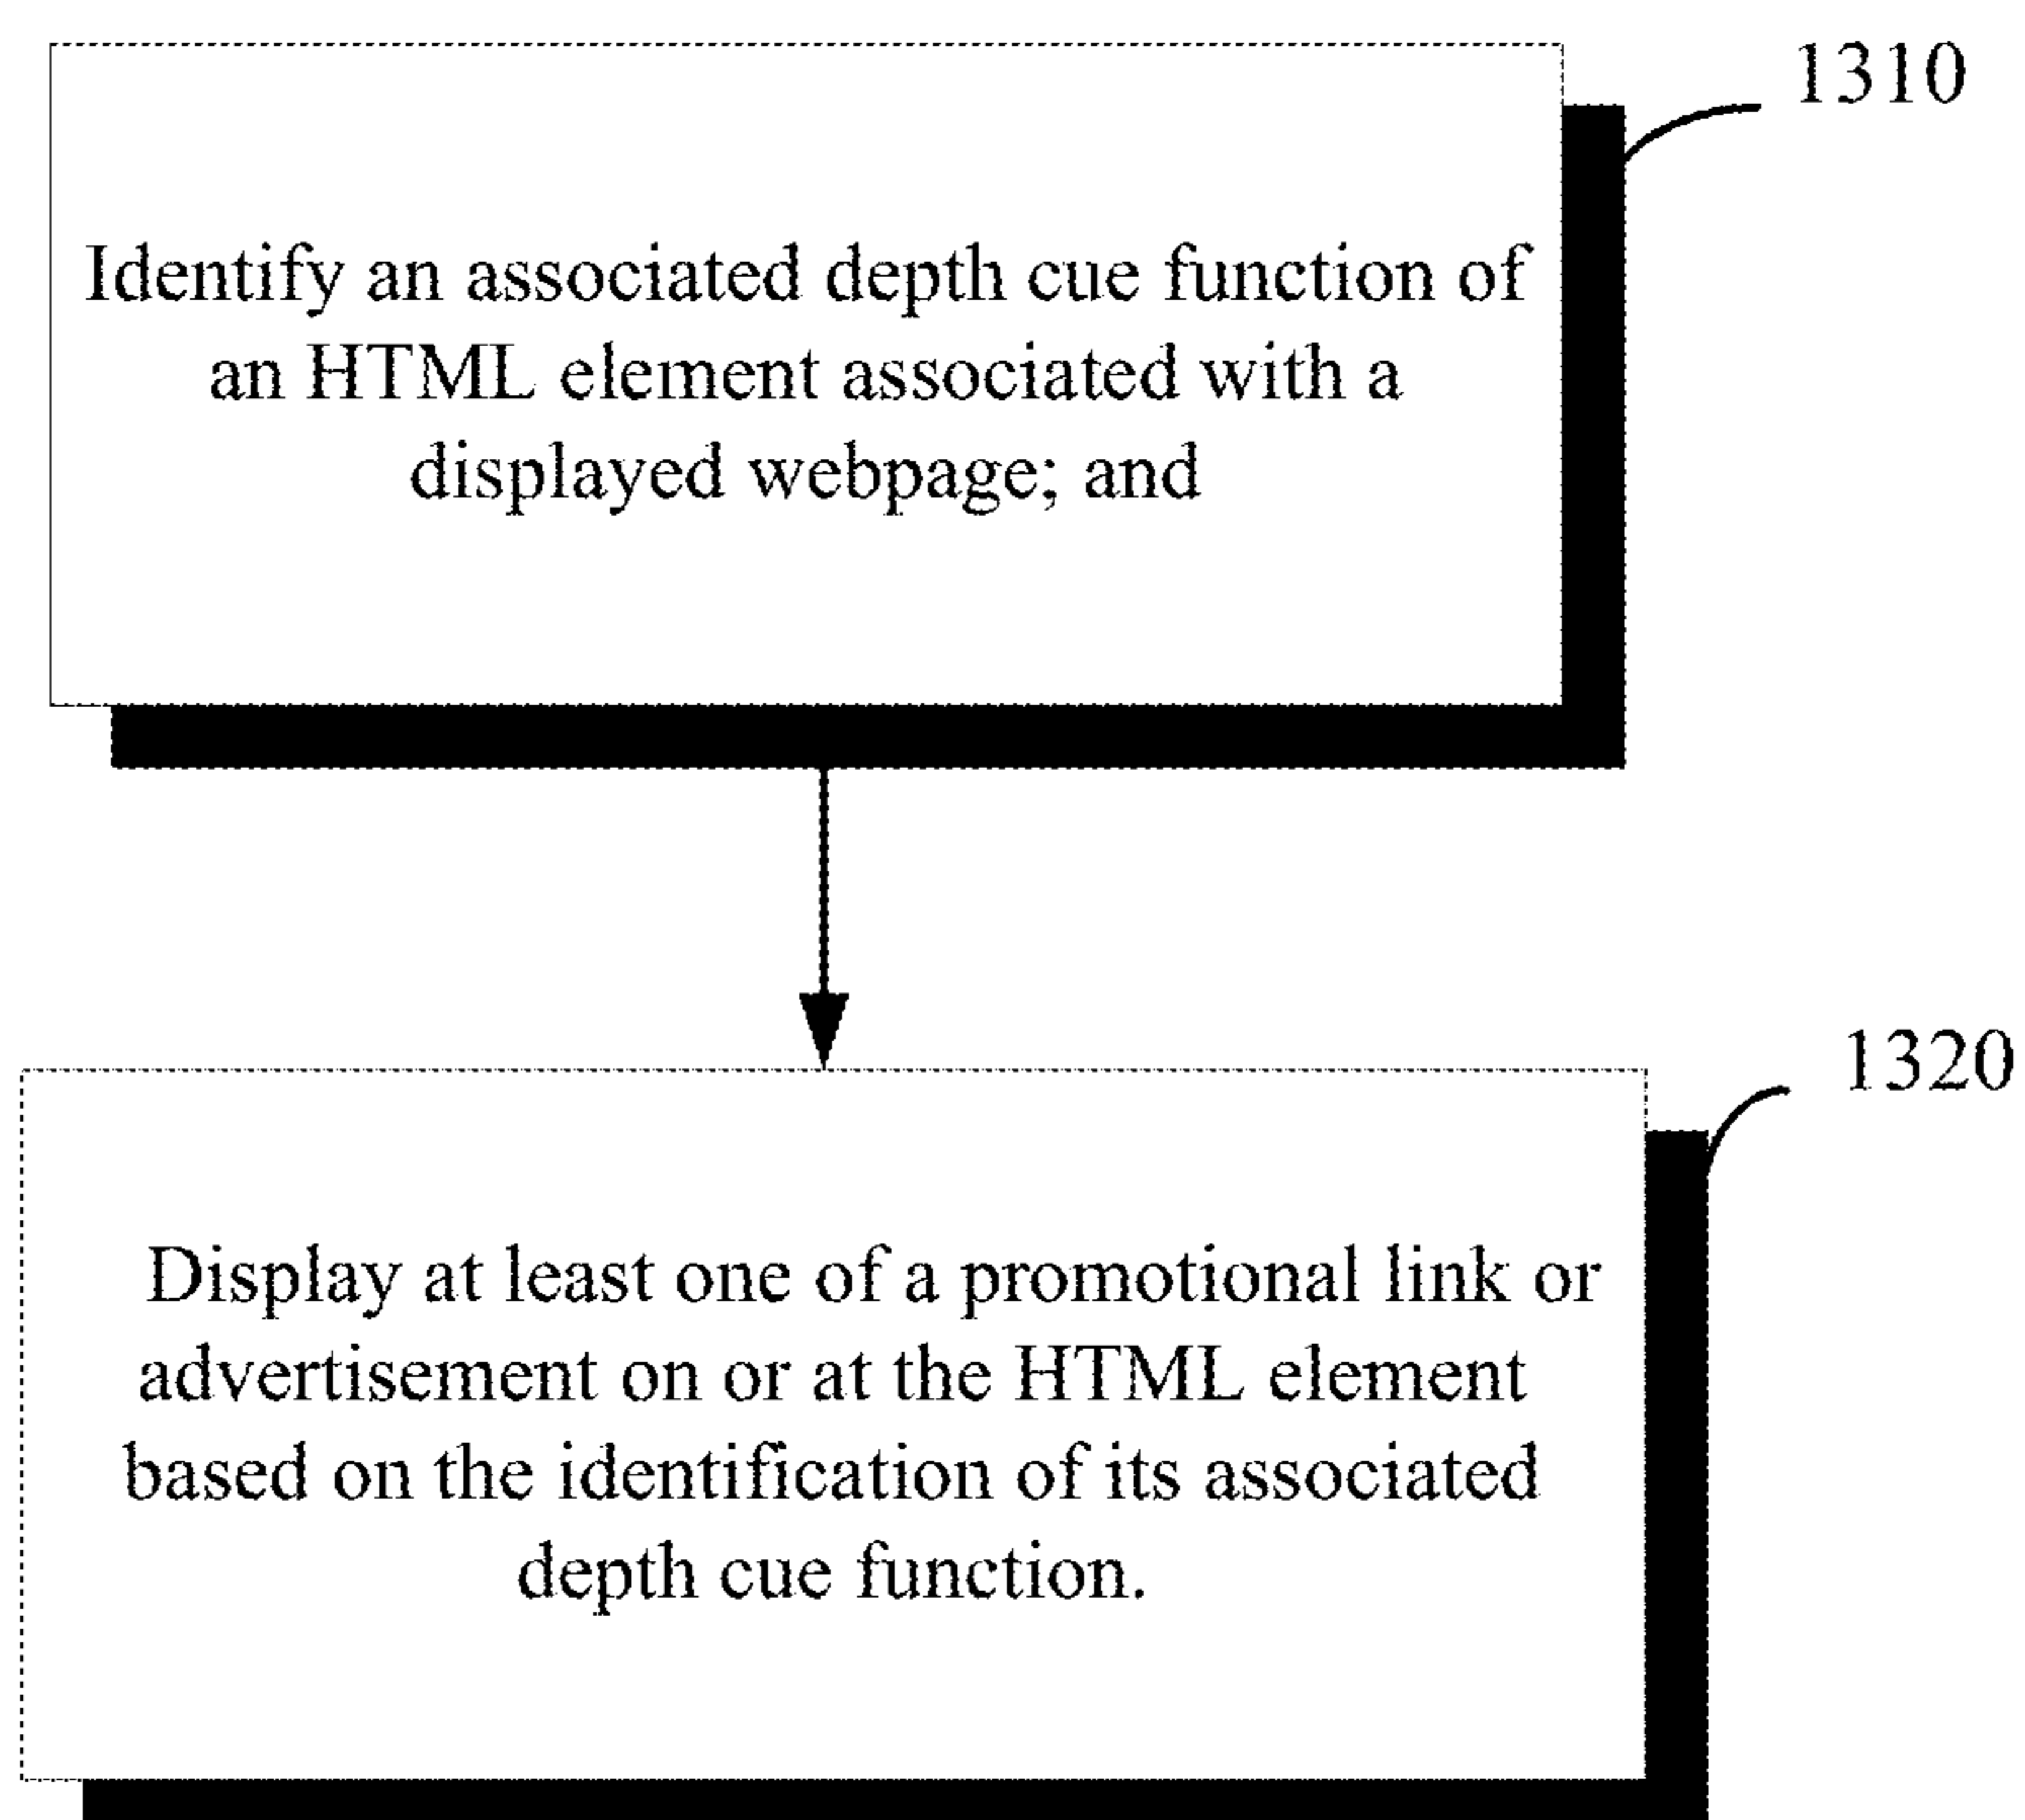 1310
Identify an associated depth cue function of
an HTML element associated with a
displayed webpage; and
1320
Display at least one of a promotional link or
advertisement on or at the HTML element
based on the identification of its associated
depth cue function.